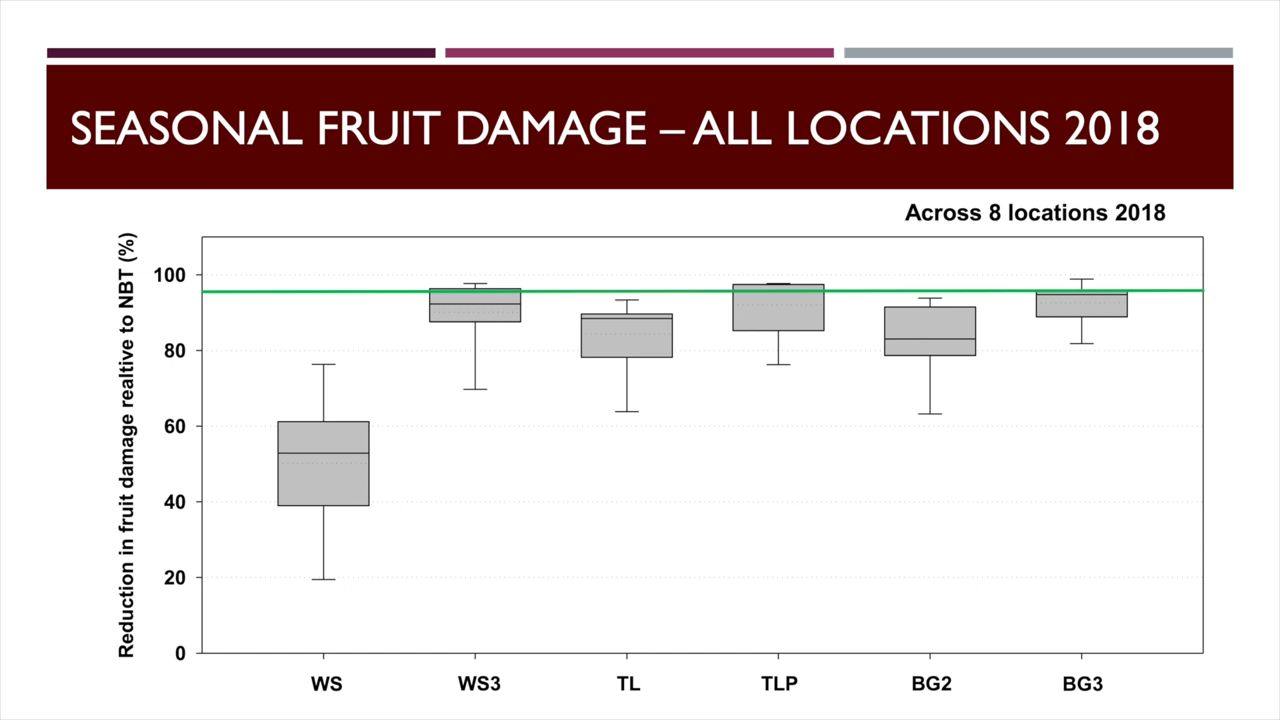 SEASONAL FRUIT DAMAGE – ALL LOCATIONS 2018
Across 8 locations 2018
Reduction in fruit damage realtive to NBT (%)
100
80
60
40
20
0
WS WS3 TL TLP BG2 BG3